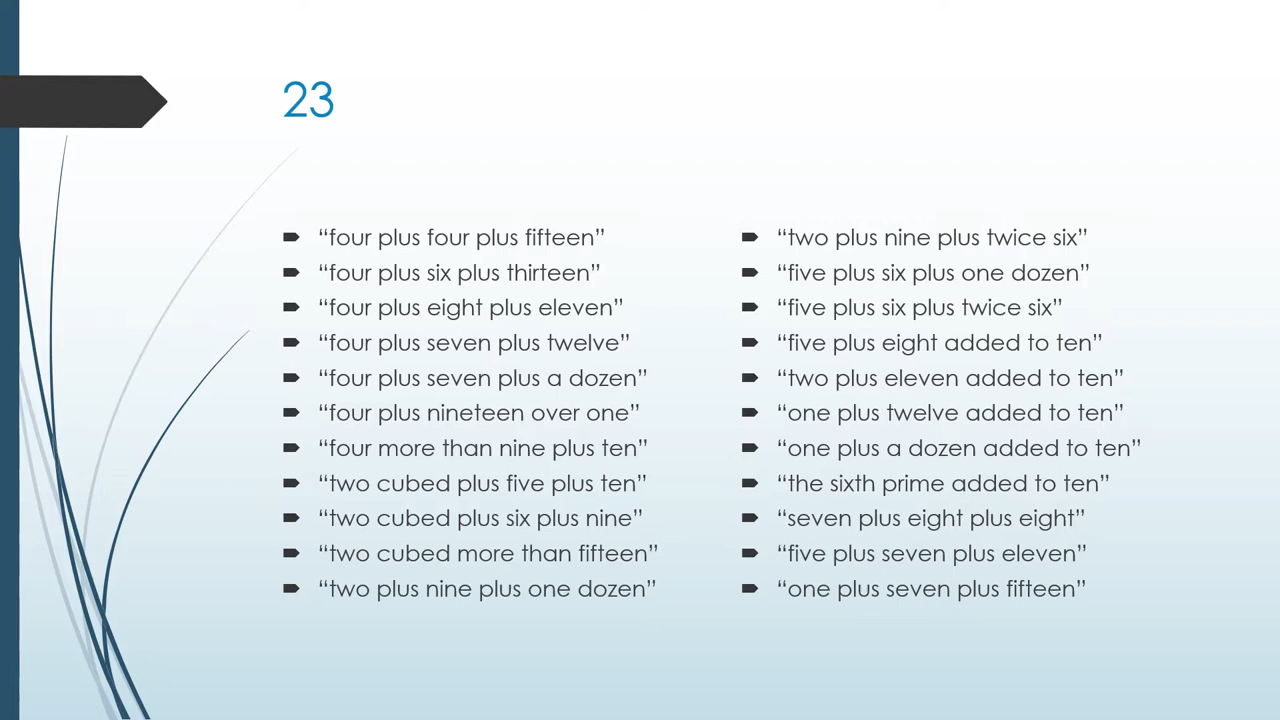 23
“four plus four plus fifteen”
“four plus six plus thirteen”
“four plus eight plus eleven”
“four plus seven plus twelve”
“four plus seven plus a dozen”
“four plus nineteen over one”
“four more than nine plus ten”
“two cubed plus five plus ten”
“two cubed plus six plus nine”
“two cubed more than fifteen”
“two plus nine plus one dozen”
“two plus nine plus twice six”
“five plus six plus one dozen”
“five plus six plus twice six”
“five plus eight added to ten”
“two plus eleven added to ten”
“one plus twelve added to ten”
“one plus a dozen added to ten”
“the sixth prime added to ten”
“seven plus eight plus eight”
“five plus seven plus eleven”
“one plus seven plus fifteen”